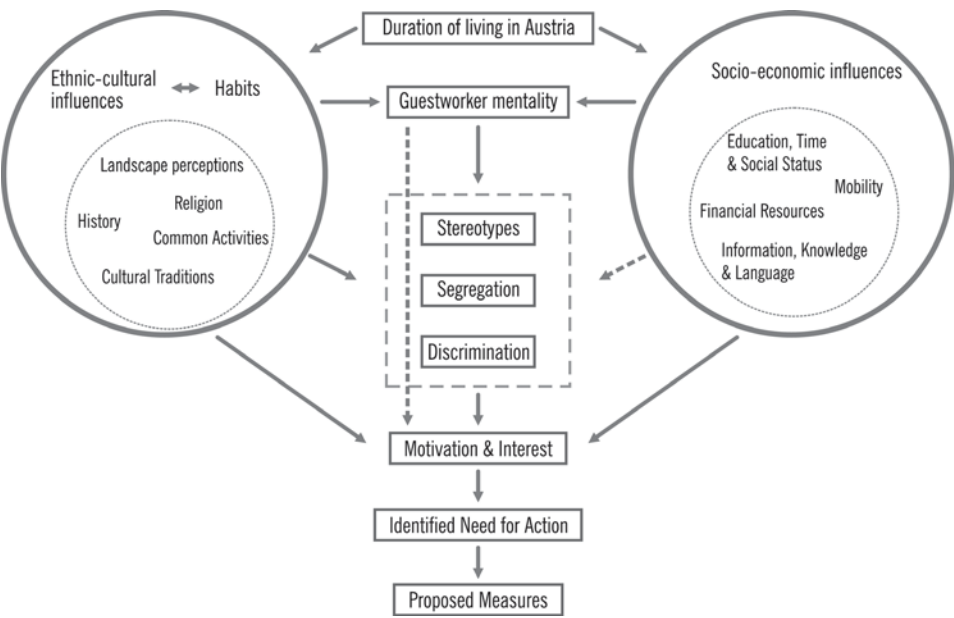 Duration of living in Austria
Ethnic-cultural
influences
Habits
Landscape perceptions
Religion
History
Common Activities
Cultural Traditions
Guestworker mentality
Stereotypes
Segregation
Discrimination
Socio-economic influences
Education, Time
& Social Status
Mobility
Financial Resources
Information, Knowledge
& Language
Motivation & Interest
Identified Need for Action
Proposed Measures